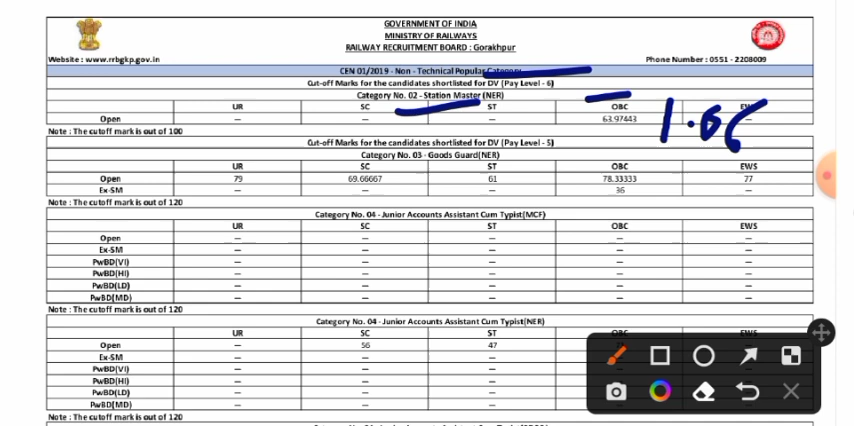 GOVERNMENT OF INDIA
MINISTRY OF RAILWAYS
RAILWAY RECRUITMENT BOARD : Gorakhpur
Website : www.rrbgkp.gov.in Phone Number : 0551 - 2208009
CEN 01/2019 - Non - Technical Popular Category
Cut-off Marks for the candidates shortlisted for DV (Pay Level - 6)
Category No. 02 - Station Master (NER)
UR SC ST OBC EWS
Open — — — 63.97443 —
1.06
Note : The cutoff mark is out of 100
Cut-off Marks for the candidates shortlisted for DV (Pay Level - 5)
Category No. 03 - Goods Guard(NER)
UR SC ST OBC EWS
Open 79 69.66667 61 78.33333 77
Ex-SM — — — 36 —
Note : The cutoff mark is out of 120
Category No. 04 - Junior Accounts Assistant Cum Typist(MCF)
UR SC ST OBC EWS
Open — — — — —
Ex-SM — — — — —
PwBD(VI) — — — — —
PwBD(HI) — — — — —
PwBD(LD) — — — — —
PwBD(MD) — — — — —
Note : The cutoff mark is out of 120
Category No. 04 - Junior Accounts Assistant Cum Typist(NER)
UR SC ST OBC EWS
Open — 56 47
Ex-SM — — —
PwBD(VI) — — —
PwBD(HI) — — —
PwBD(LD) — — —
PwBD(MD) — — —
Note : The cutoff mark is out of 120